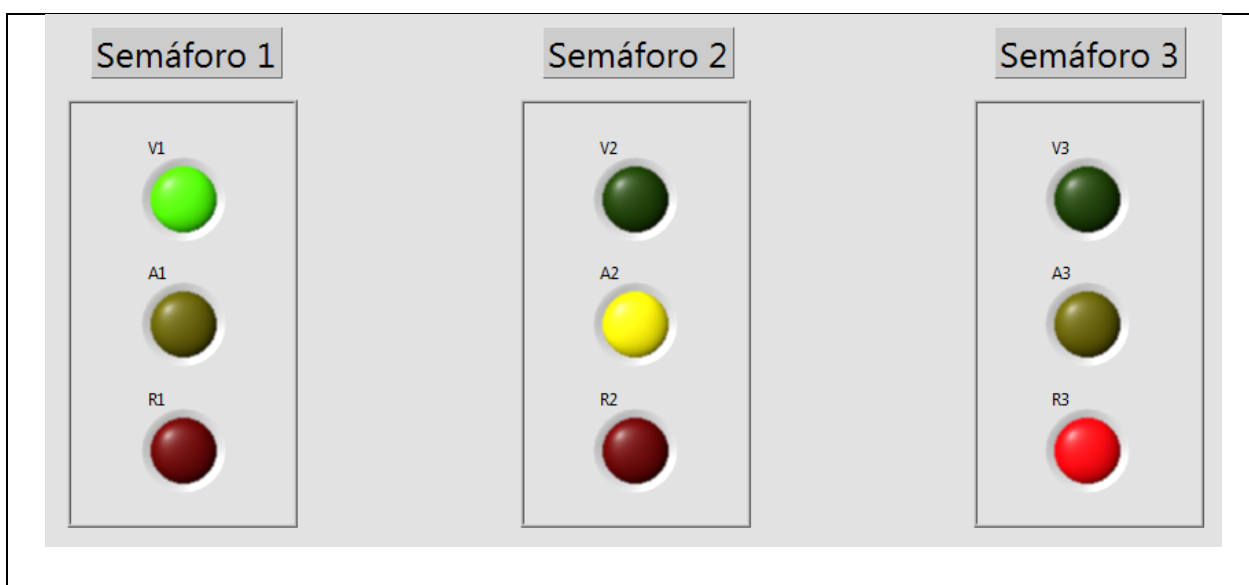 Semáforo 1
Semáforo 2
Semáforo 3
V1
V2
V3
A1
A2
A3
R1
R2
R3